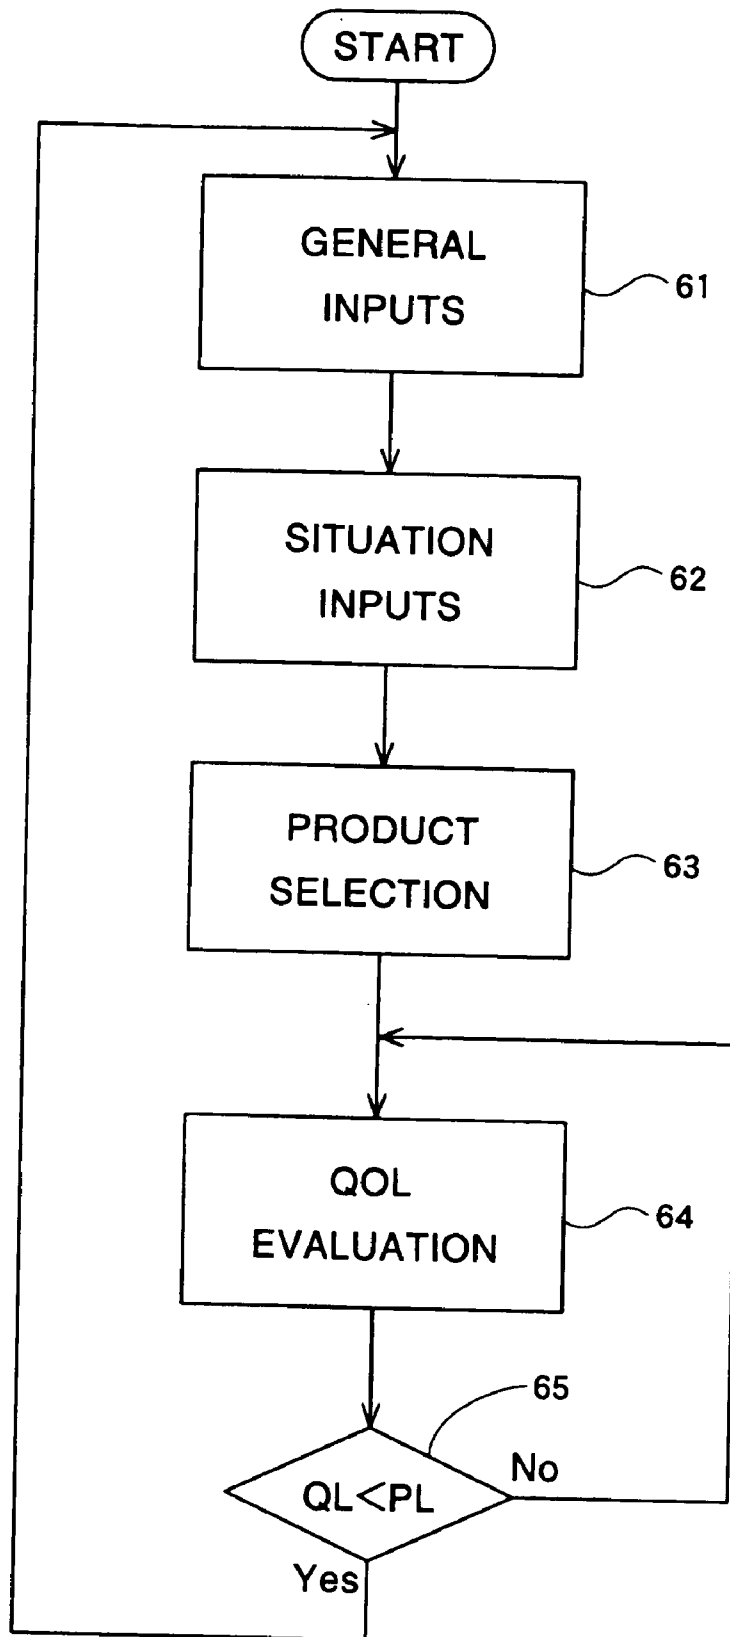 START
GENERAL
INPUTS
61
SITUATION
INPUTS
62
PRODUCT
SELECTION
63
QOL
EVALUATION
64
65
QL<PL
No
Yes